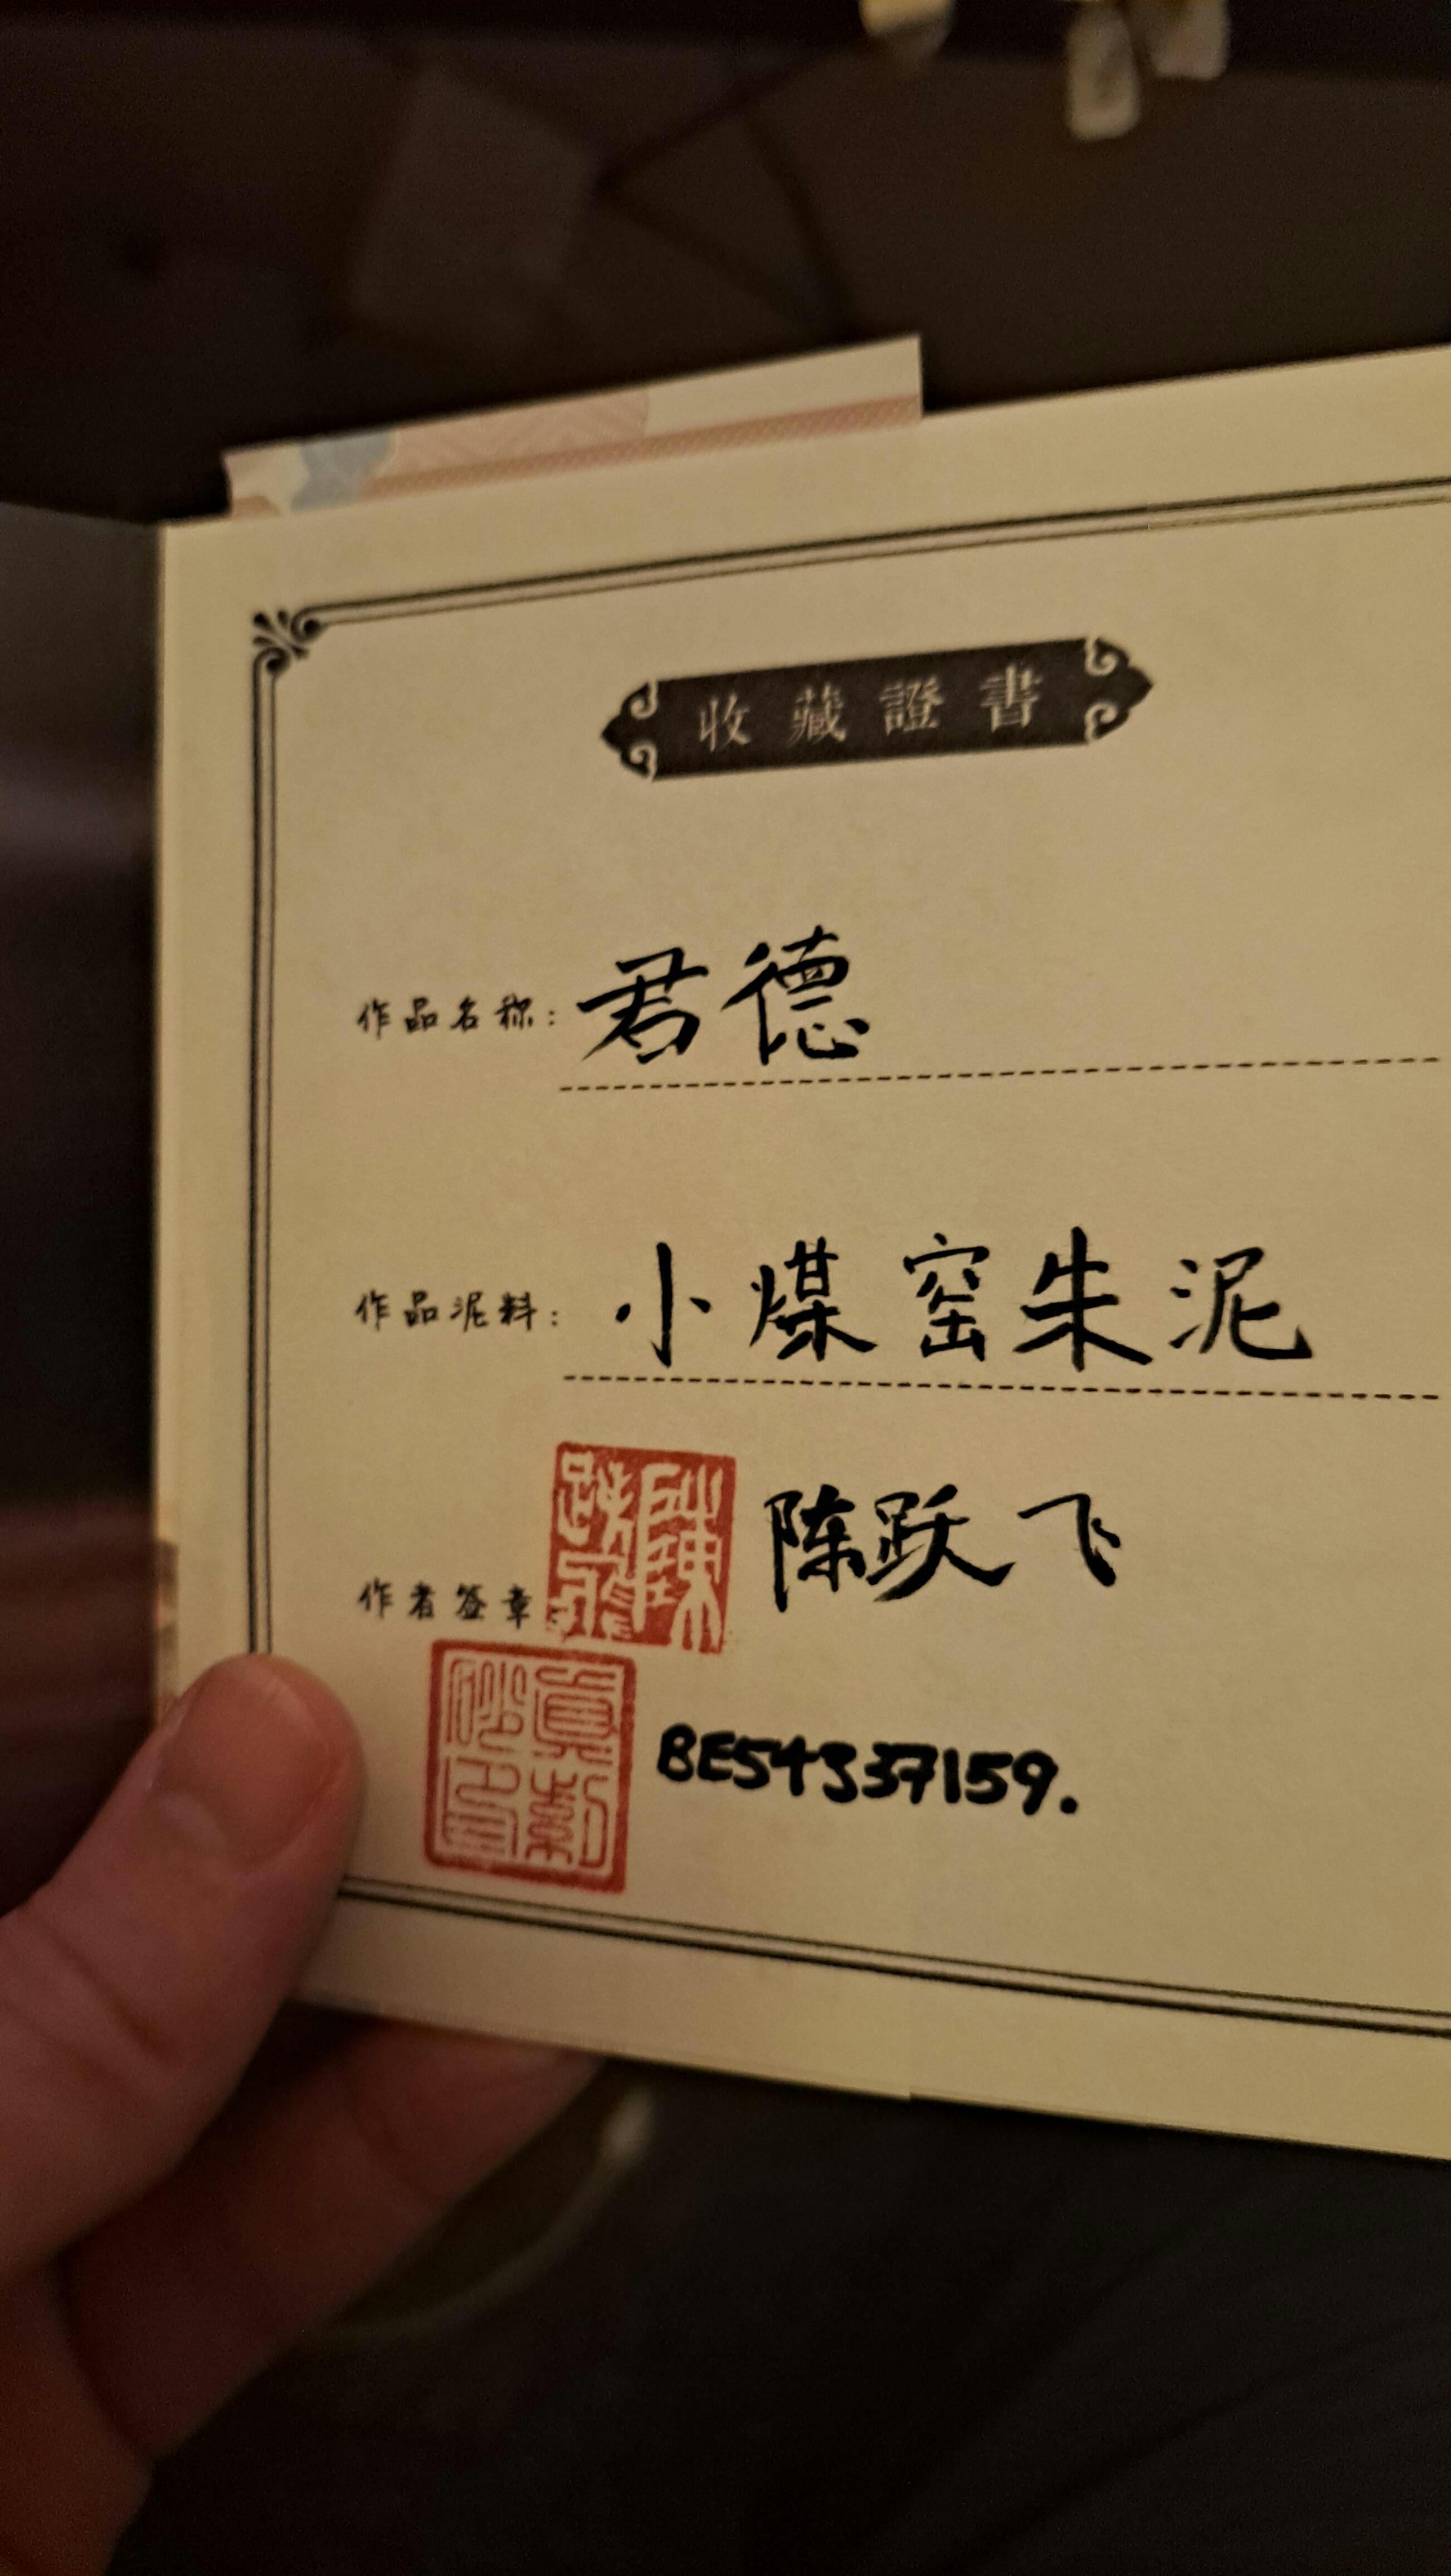 收藏證書
作品名称：君德
作品泥料：小煤窑朱泥
作者签章：陈跃飞
BE54337159.